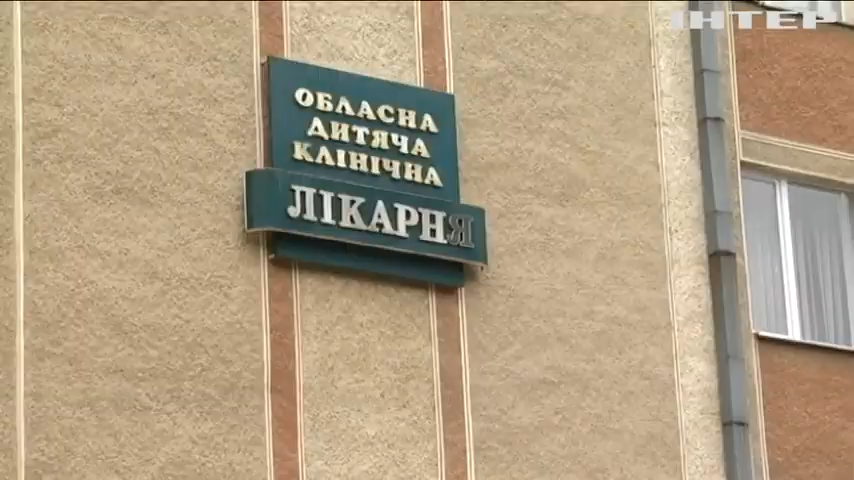 ІНТЕР
ОБЛАСНА
ДИТЯЧА
КЛІНІЧНА
ЛІКАРНЯ